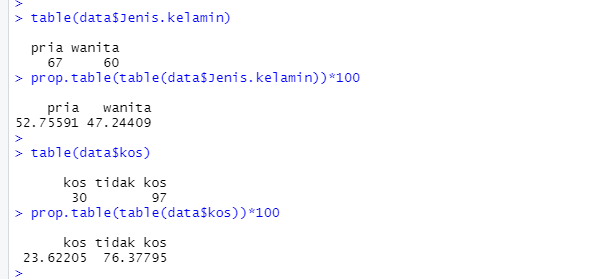 >
> table(data$Jenis.kelamin)
pria wanita
67 60
> prop.table(table(data$Jenis.kelamin))*100
pria wanita
52.75591 47.24409
>
> table(data$kos)
kos tidak kos
30 97
> prop.table(table(data$kos))*100
kos tidak kos
23.62205 76.37795
>